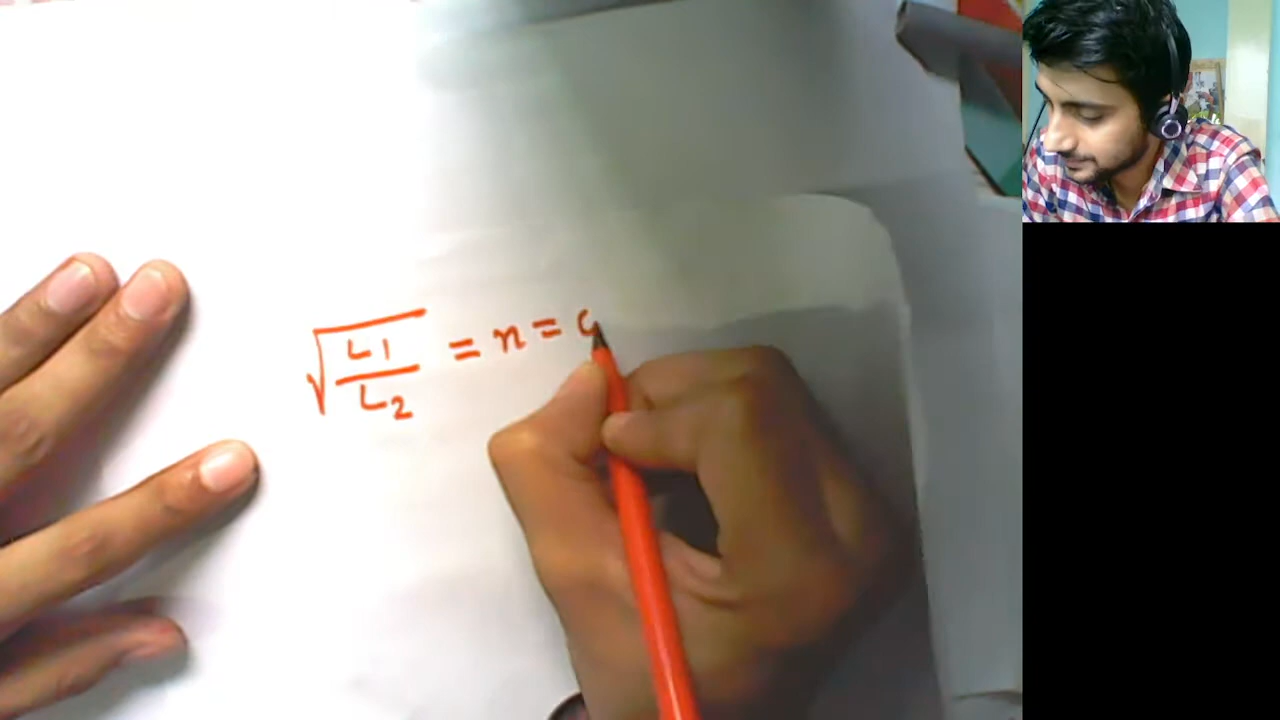 √(L1/L2) = n =